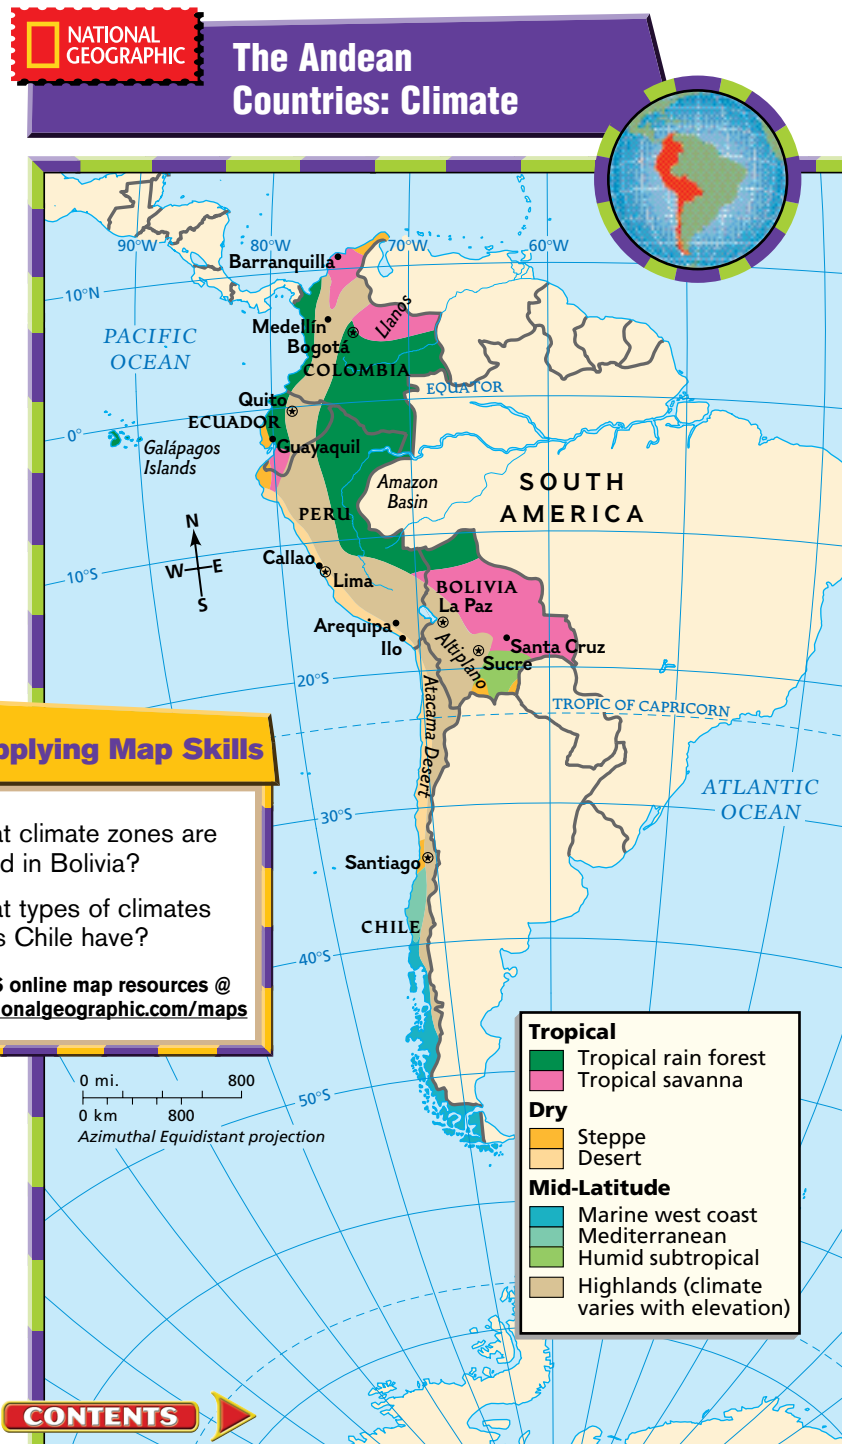 NATIONAL
GEOGRAPHIC
The Andean
Countries: Climate
90°W
80°W
70°W
60°W
Barranquilla
10°N
Llanos
Medellín
Bogotá
PACIFIC
OCEAN
COLOMBIA
EQUATOR
Quito
ECUADOR
0°
Guayaquil
Galápagos
Islands
Amazon
Basin
SOUTH
AMERICA
PERU
N
W
E
S
Callao
Lima
10°S
BOLIVIA
La Paz
Arequipa
Ilo
Altiplano
Santa Cruz
Sucre
20°S
Atacama Desert
TROPIC OF CAPRICORN
pplying Map Skills
ATLANTIC
OCEAN
30°S
at climate zones are
d in Bolivia?
Santiago
at types of climates
s Chile have?
CHILE
40°S
S online map resources @
onalgeographic.com/maps
50°S
0 mi.
800
0 km
800
Azimuthal Equidistant projection
Tropical
Tropical rain forest
Tropical savanna
Dry
Steppe
Desert
Mid-Latitude
Marine west coast
Mediterranean
Humid subtropical
Highlands (climate
varies with elevation)
CONTENTS